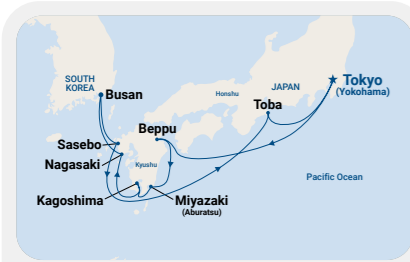 SOUTH
KOREA
Busan
Honshu
JAPAN
Tokyo
(Yokohama)
Toba
Beppu
Sasebo
Nagasaki
Kyushu
Kagoshima
Miyazaki
(Aburatsu)
Pacific Ocean